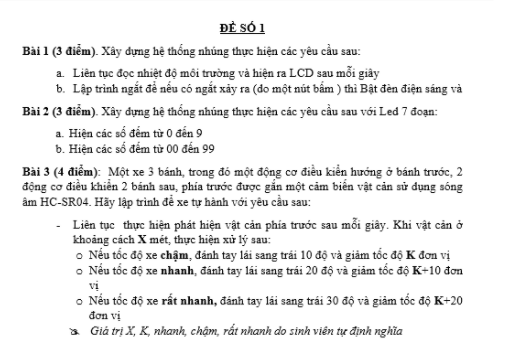 ĐỀ SỐ 1
Bài 1 (3 điểm). Xây dựng hệ thống nhúng thực hiện các yêu cầu sau:
a. Liên tục đọc nhiệt độ môi trường và hiện ra LCD sau mỗi giây
b. Lập trình ngắt để nếu có ngắt xảy ra (do một nút bấm ) thì Bật đèn điện sáng và
Bài 2 (3 điểm). Xây dựng hệ thống nhúng thực hiện các yêu cầu sau với Led 7 đoạn:
a. Hiện các số đếm từ 0 đến 9
b. Hiện các số đếm từ 00 đến 99
Bài 3 (4 điểm): Một xe 3 bánh, trong đó một động cơ điều kiển hướng ở bánh trước, 2
động cơ điều khiển 2 bánh sau, phía trước được gắn một cảm biến vật cản sử dụng sóng
âm HC-SR04. Hãy lập trình để xe tự hành với yêu cầu sau:
- Liên tục thực hiện phát hiện vật cản phía trước sau mỗi giây. Khi vật cản ở
khoảng cách X mét, thực hiện xử lý sau:
o Nếu tốc độ xe chậm, đánh tay lái sang trái 10 độ và giảm tốc độ K đơn vị
o Nếu tốc độ xe nhanh, đánh tay lái sang trái 20 độ và giảm tốc độ K+10 đơn
vị
o Nếu tốc độ xe rất nhanh, đánh tay lái sang trái 30 độ và giảm tốc độ K+20
đơn vị
Giá trị X, K, nhanh, chậm, rất nhanh do sinh viên tự định nghĩa